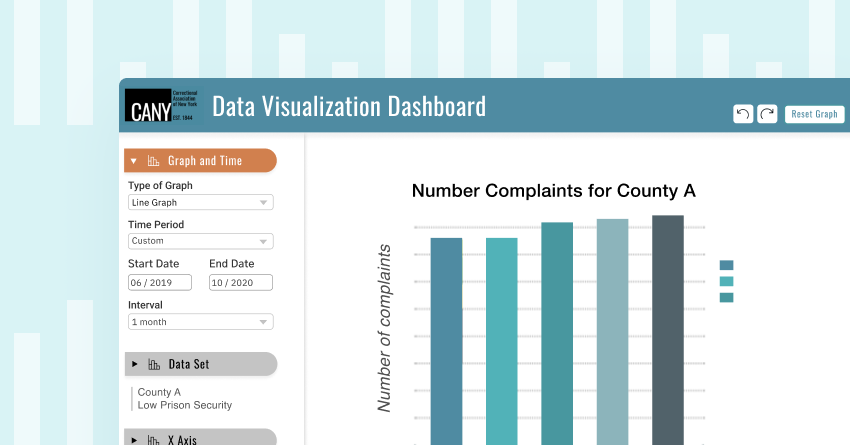 CANY
Correctional
Association
of New York
EST. 1844
Data Visualization Dashboard
Reset Graph
Graph and Time
Type of Graph
Line Graph
Time Period
Custom
Start Date
End Date
06 / 2019
10 / 2020
Interval
1 month
Data Set
County A
Low Prison Security
X Axis
Number Complaints for County A
Number of complaints